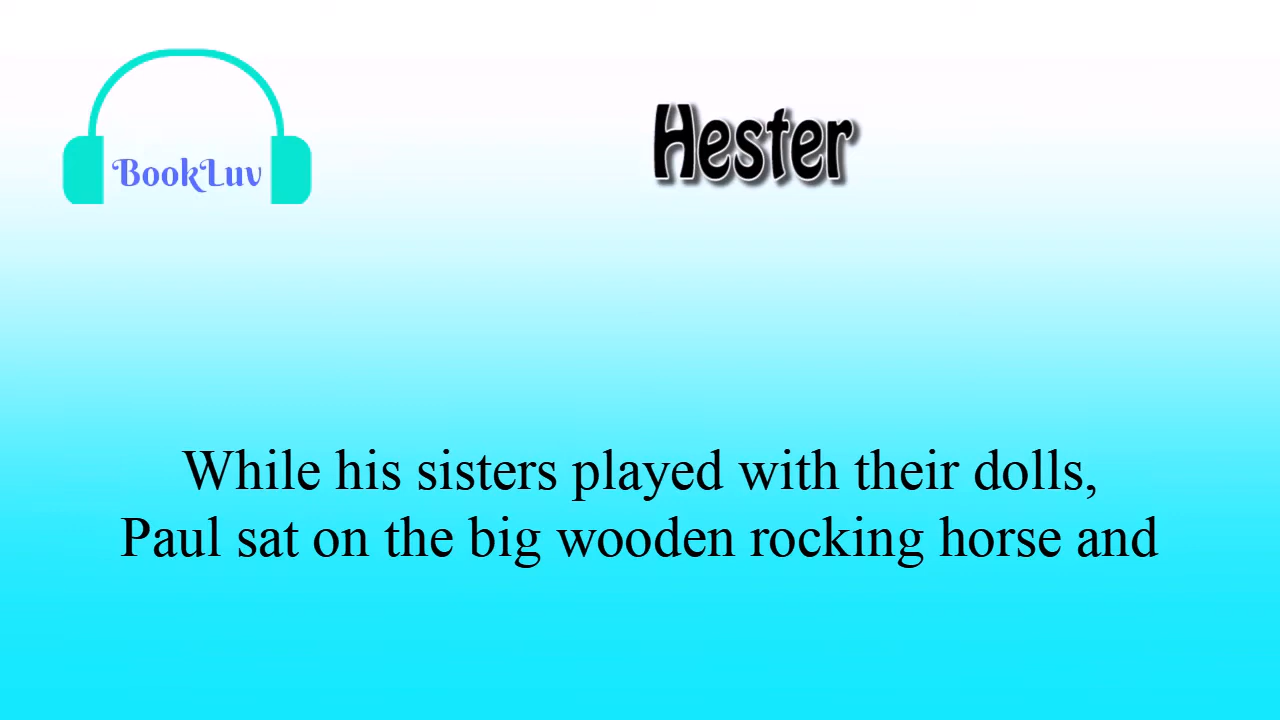 BookLuv
Hester
While his sisters played with their dolls,
Paul sat on the big wooden rocking horse and